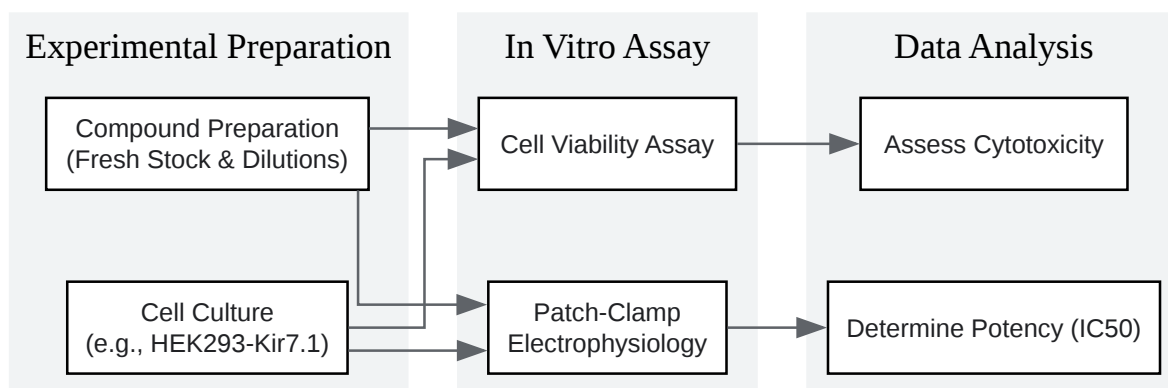 Experimental Preparation
Compound Preparation
(Fresh Stock & Dilutions)
Cell Culture
(e.g., HEK293-Kir7.1)
In Vitro Assay
Cell Viability Assay
Patch-Clamp
Electrophysiology
Data Analysis
Assess Cytotoxicity
Determine Potency (IC50)